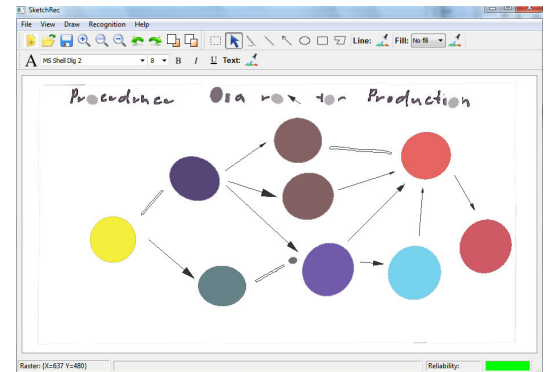 SketchRec
File View Draw Recognition Help
Line: Fill: No fill
A MS Shell Dlg 2 8 B I U Text:
Production
Raster: {X=637 Y=480} Reliability: